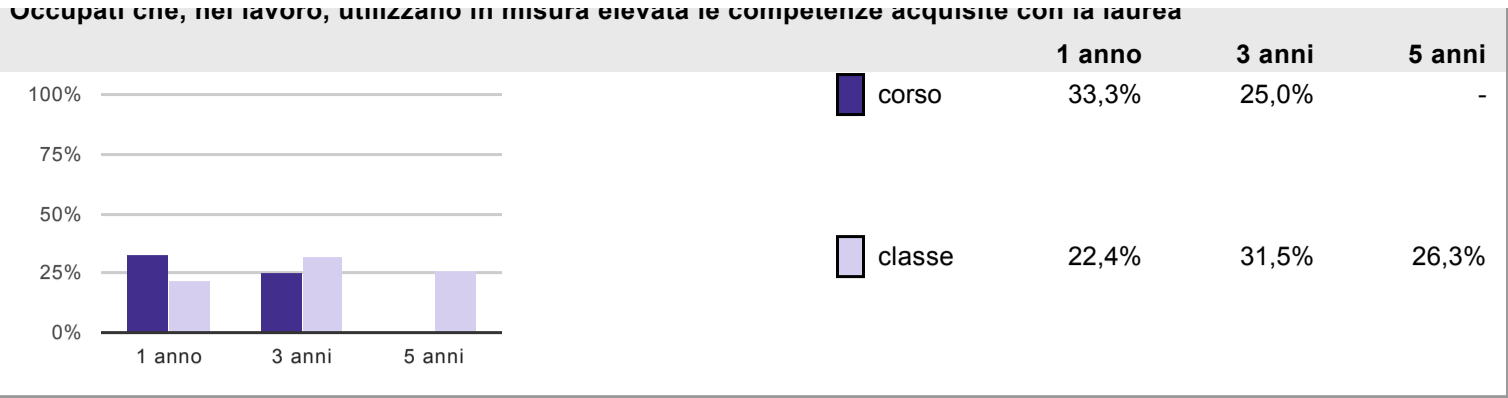 Occupati che, nel lavoro, utilizzano in misura elevata le competenze acquisite con la laurea
1 anno 3 anni 5 anni
100%
75%
50%
25%
0%
1 anno 3 anni 5 anni
corso 33,3% 25,0% -
classe 22,4% 31,5% 26,3%